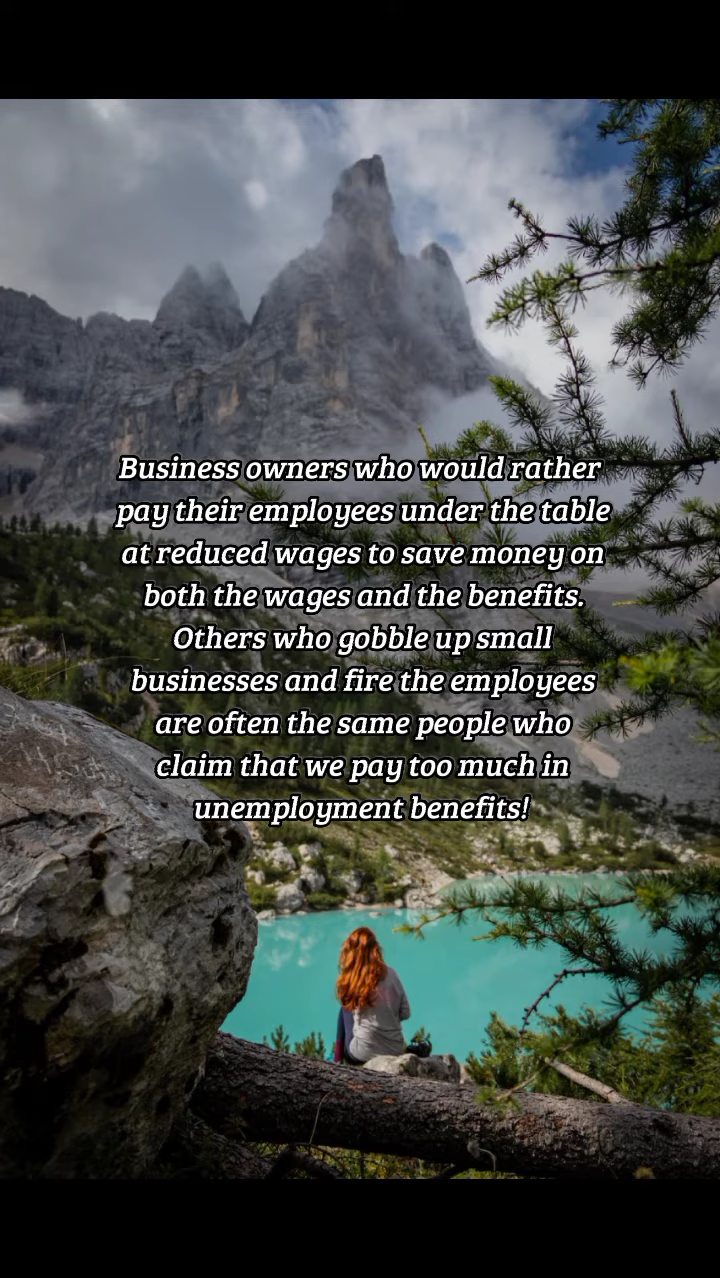 Business owners who would rather
pay their employees under the table
at reduced wages to save money on
both the wages and the benefits.
Others who gobble up small
businesses and fire the employees
are often the same people who
claim that we pay too much in
unemployment benefits!